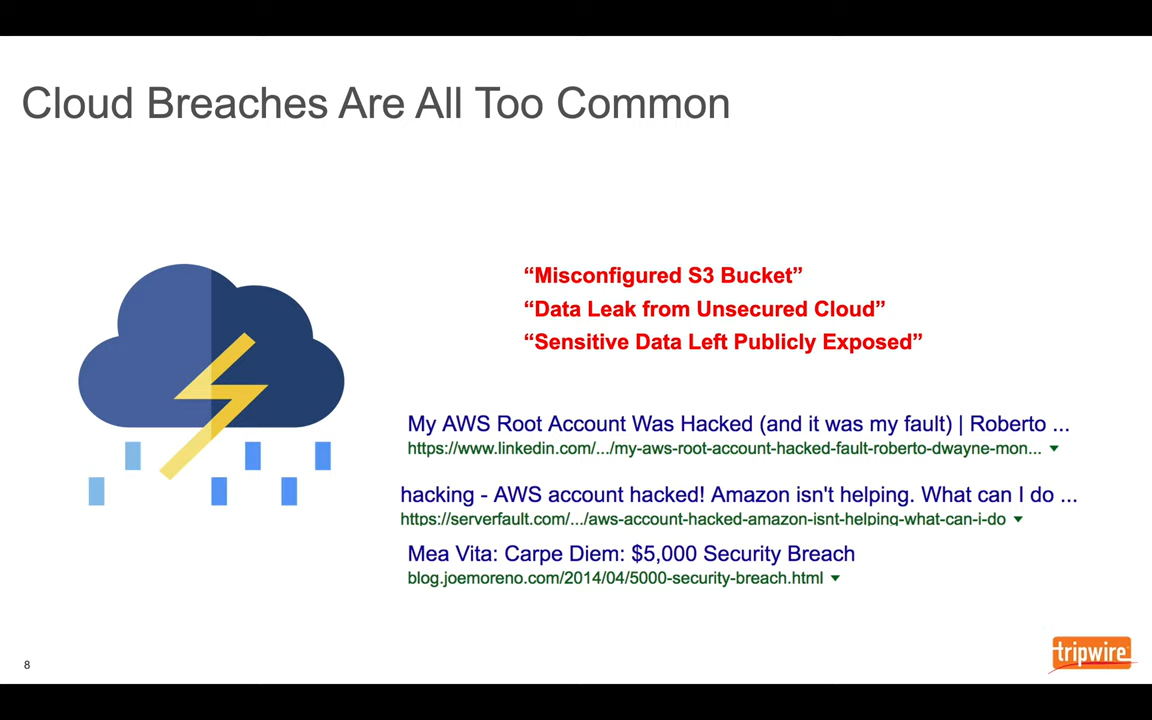 Cloud Breaches Are All Too Common
“Misconfigured S3 Bucket”
“Data Leak from Unsecured Cloud”
“Sensitive Data Left Publicly Exposed”
My AWS Root Account Was Hacked (and it was my fault) | Roberto ...
https://www.linkedin.com/.../my-aws-root-account-hacked-fault-roberto-dwayne-mon...
hacking - AWS account hacked! Amazon isn't helping. What can I do ...
https://serverfault.com/.../aws-account-hacked-amazon-isnt-helping-what-can-i-do
Mea Vita: Carpe Diem: $5,000 Security Breach
blog.joemoreno.com/2014/04/5000-security-breach.html
8
tripwire